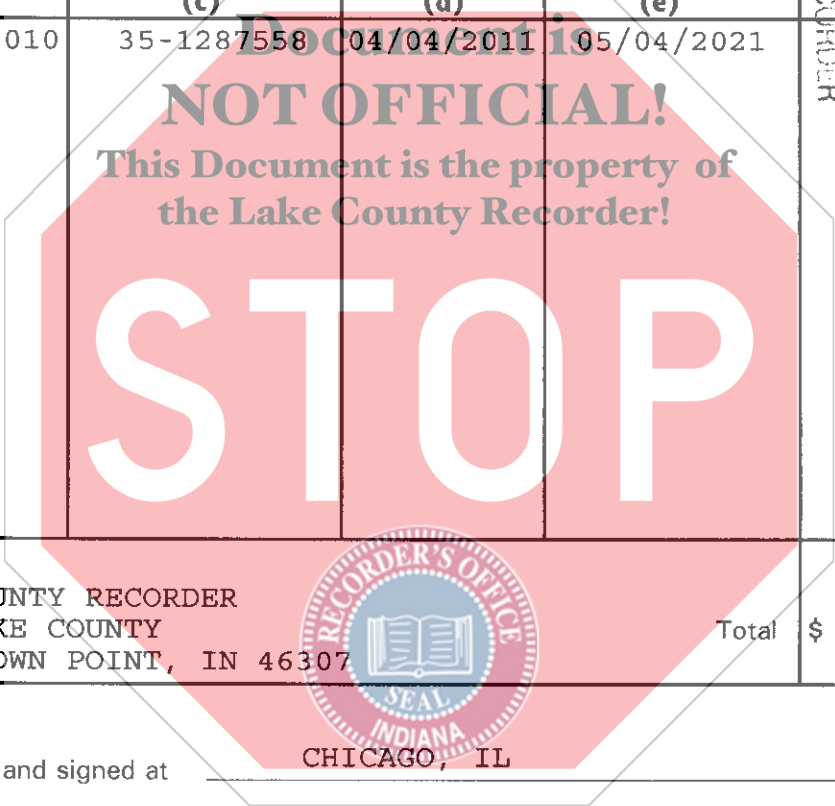 (c) (d) (e)
010 35-1287558 04/04/2011 05/04/2021
Document is
NOT OFFICIAL!
This Document is the property of
the Lake County Recorder!
STOP
RECORDER'S OFFICE
SEAL
INDIANA
UNTY RECORDER
KE COUNTY
OWN POINT, IN 46307
Total $
and signed at CHICAGO, IL